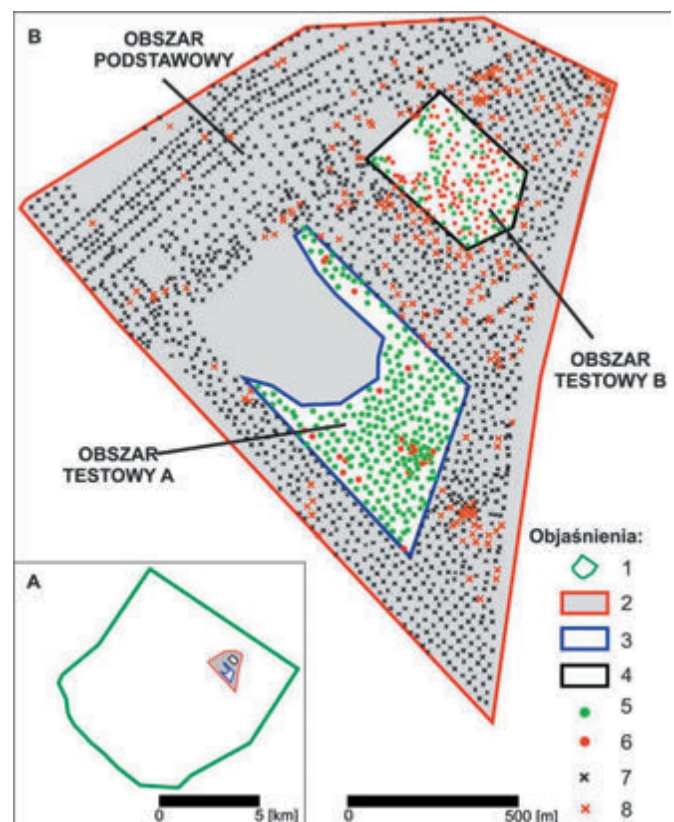 B
OBSZAR
PODSTAWOWY
OBSZAR
TESTOWY B
OBSZAR
TESTOWY A
Objaśnienia:
1
2
3
4
5
6
7
8
A
0 5 [km]
0 500 [m]